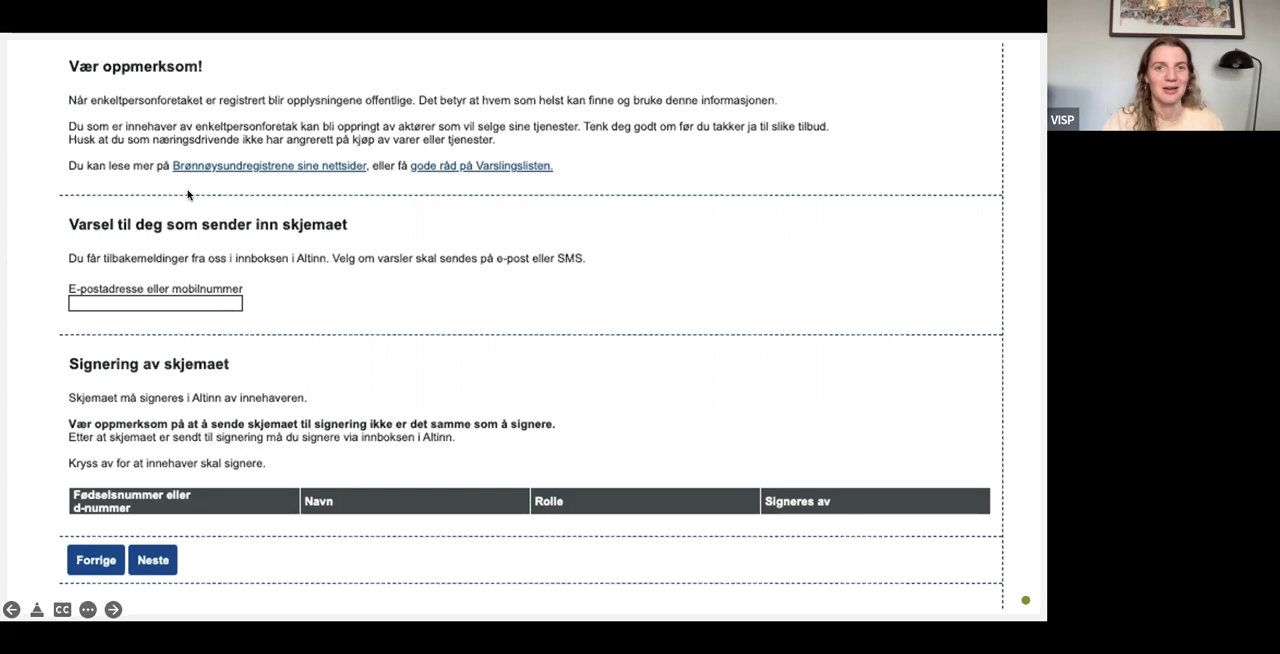 Vær oppmerksom!
Når enkeltpersonforetaket er registrert blir opplysningene offentlige. Det betyr at hvem som helst kan finne og bruke denne informasjonen.
Du som er innehaver av enkeltpersonforetak kan bli oppringt av aktører som vil selge sine tjenester. Tenk deg godt om før du takker ja til slike tilbud.
Husk at du som næringsdrivende ikke har angrerett på kjøp av varer eller tjenester.
Du kan lese mer på Brønnøysundregistrene sine nettsider, eller få gode råd på Varslingslisten.
Varsel til deg som sender inn skjemaet
Du får tilbakemeldinger fra oss i innboksen i Altinn. Velg om varsler skal sendes på e-post eller SMS.
E-postadresse eller mobilnummer
Signering av skjemaet
Skjemaet må signeres i Altinn av innehaveren.
Vær oppmerksom på at å sende skjemaet til signering ikke er det samme som å signere.
Etter at skjemaet er sendt til signering må du signere via innboksen i Altinn.
Kryss av for at innehaver skal signere.
Fødselsnummer eller
d-nummer
Navn
Rolle
Signeres av
Forrige
Neste
CC
VISP